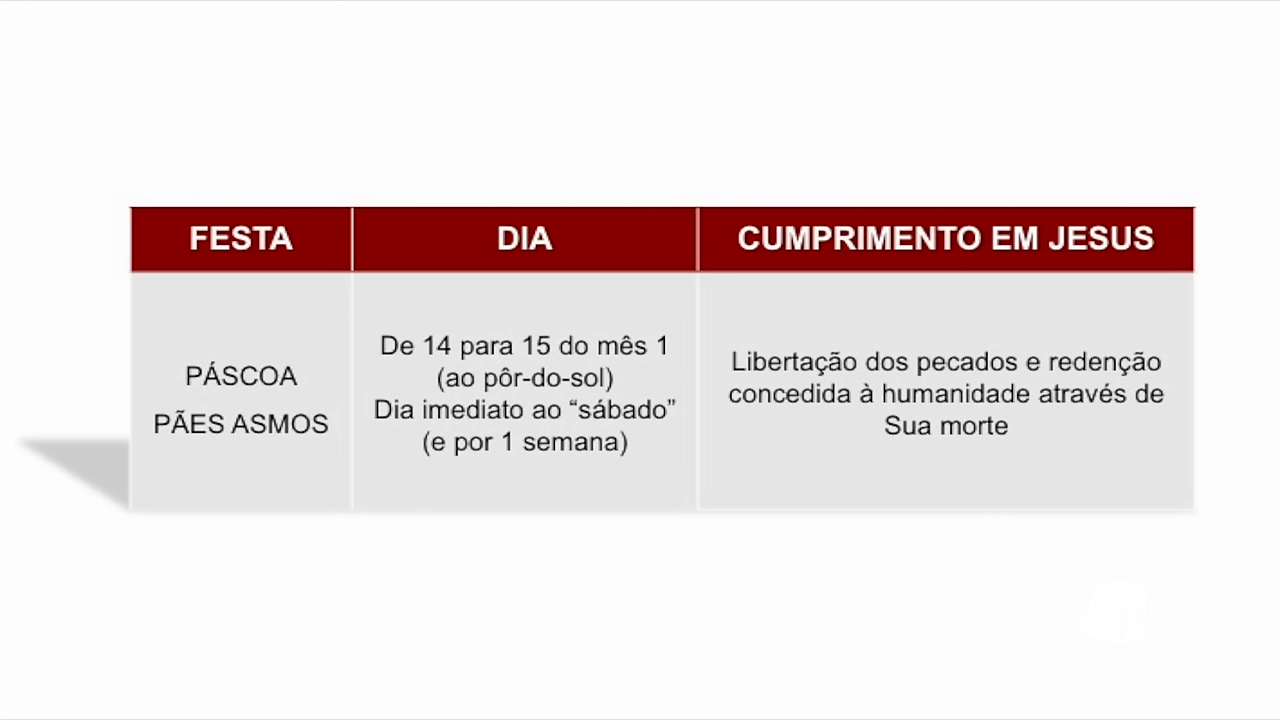 FESTA
DIA
CUMPRIMENTO EM JESUS
PÁSCOA
PÃES ASMOS
De 14 para 15 do mês 1
(ao pôr-do-sol)
Dia imediato ao “sábado”
(e por 1 semana)
Libertação dos pecados e redenção
concedida à humanidade através de
Sua morte